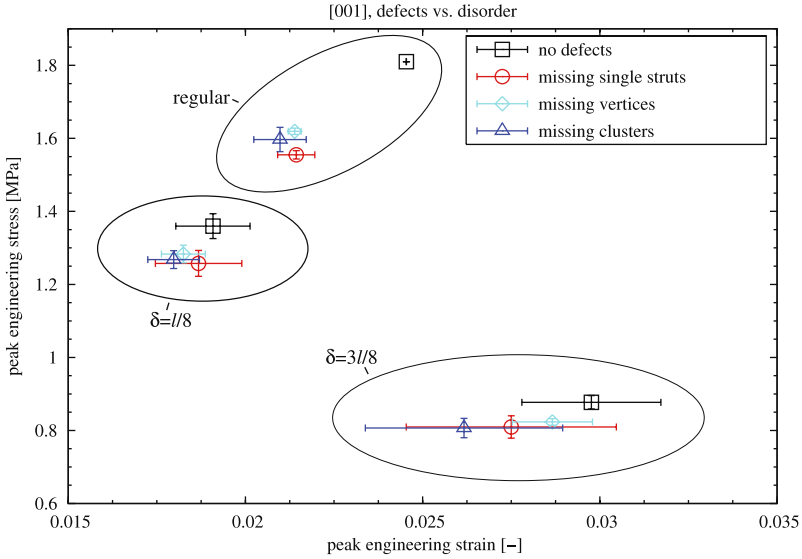 [001], defects vs. disorder
peak engineering stress [MPa]
1.8
1.6
1.4
1.2
1
0.8
0.6
no defects
missing single struts
missing vertices
missing clusters
regular
δ=l/8
δ=3l/8
0.015
0.02
0.025
0.03
0.035
peak engineering strain [−]